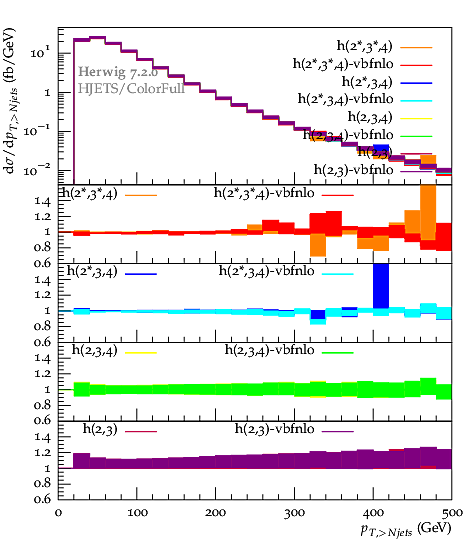 dσ/dp_{T,>Njets} (fb/GeV)
10^1
1
10^−1
10^−2
Herwig 7.2.0
HJETS/ColorFull
h(2*,3*,4)
h(2*,3*,4)-vbfnlo
h(2*,3,4)
h(2*,3,4)-vbfnlo
h(2,3,4)
h(2,3,4)-vbfnlo
h(2,3)
h(2,3)-vbfnlo
h(2*,3*,4) h(2*,3*,4)-vbfnlo
1.4
1.2
1
0.8
0.6
h(2*,3,4) h(2*,3,4)-vbfnlo
1.4
1.2
1
0.8
0.6
h(2,3,4) h(2,3,4)-vbfnlo
1.4
1.2
1
0.8
0.6
h(2,3) h(2,3)-vbfnlo
1.4
1.2
1
0.8
0.6
0 100 200 300 400 500
p_{T,>Njets} (GeV)